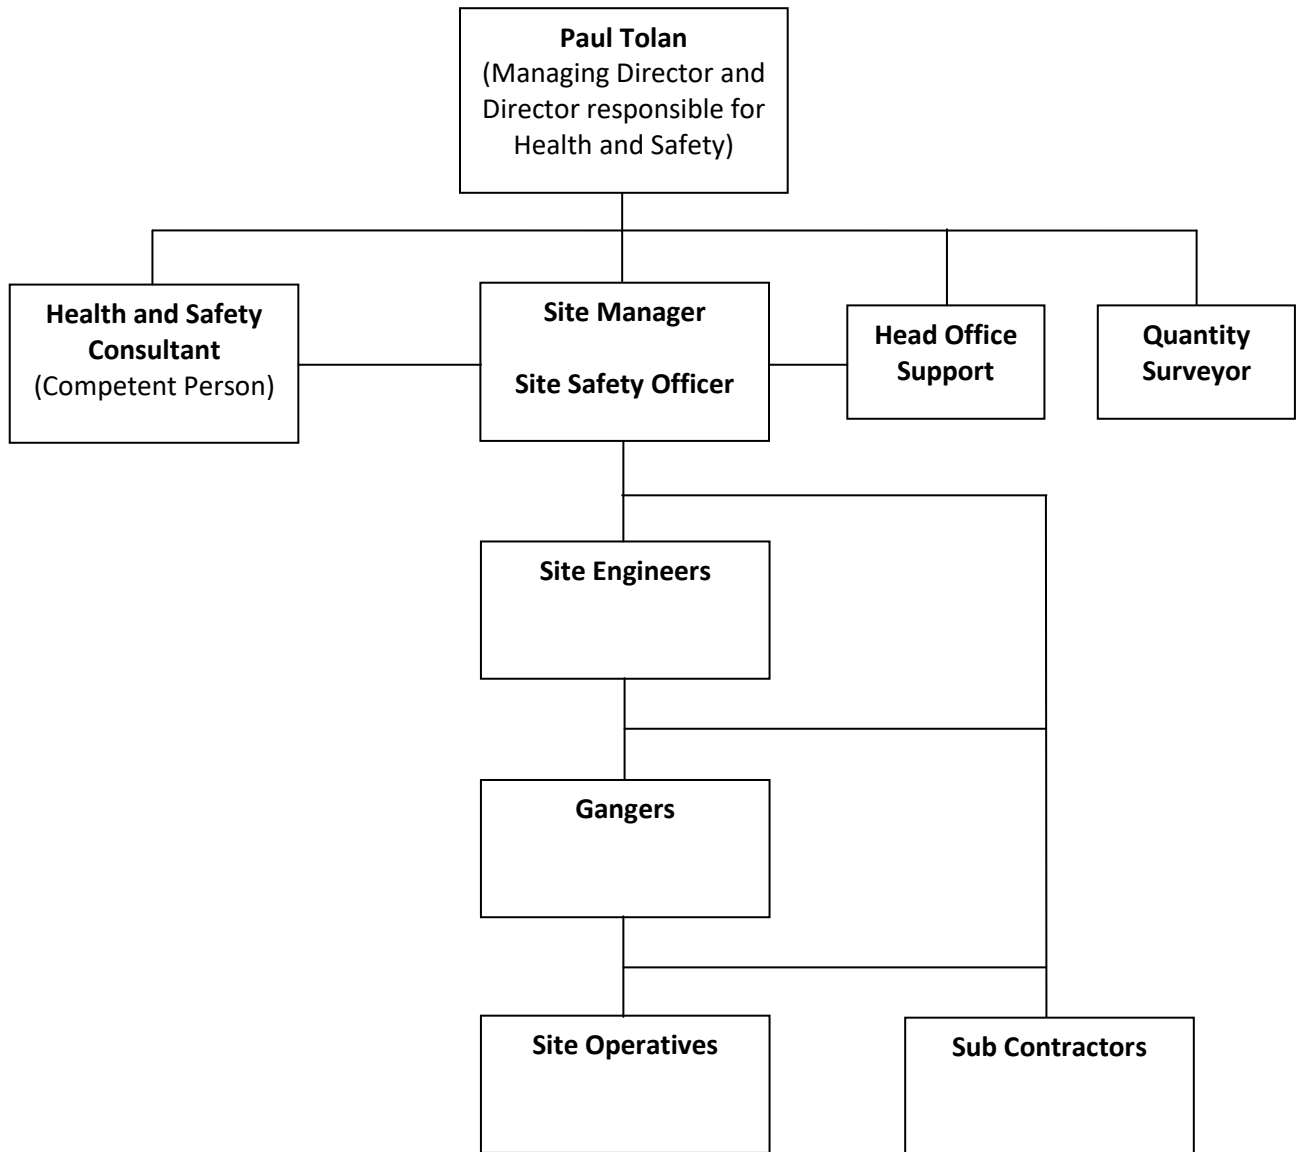 Paul Tolan
(Managing Director and
Director responsible for
Health and Safety)
Health and Safety
Consultant
(Competent Person)
Site Manager
Site Safety Officer
Head Office
Support
Quantity
Surveyor
Site Engineers
Gangers
Site Operatives
Sub Contractors